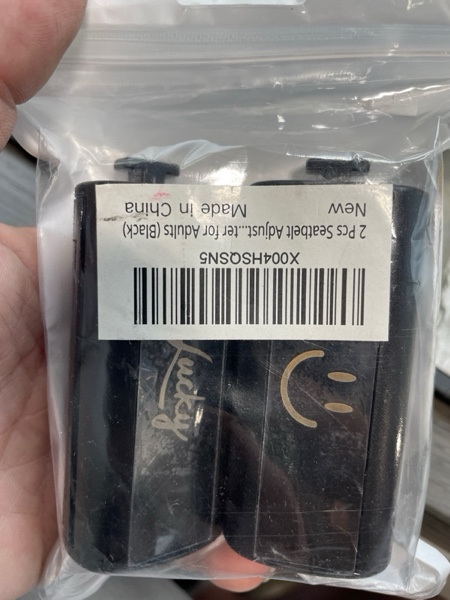 X004HSQSN5
2 Pcs Seatbelt Adjust...ter for Adults (Black)
New
Made in China
Lucky